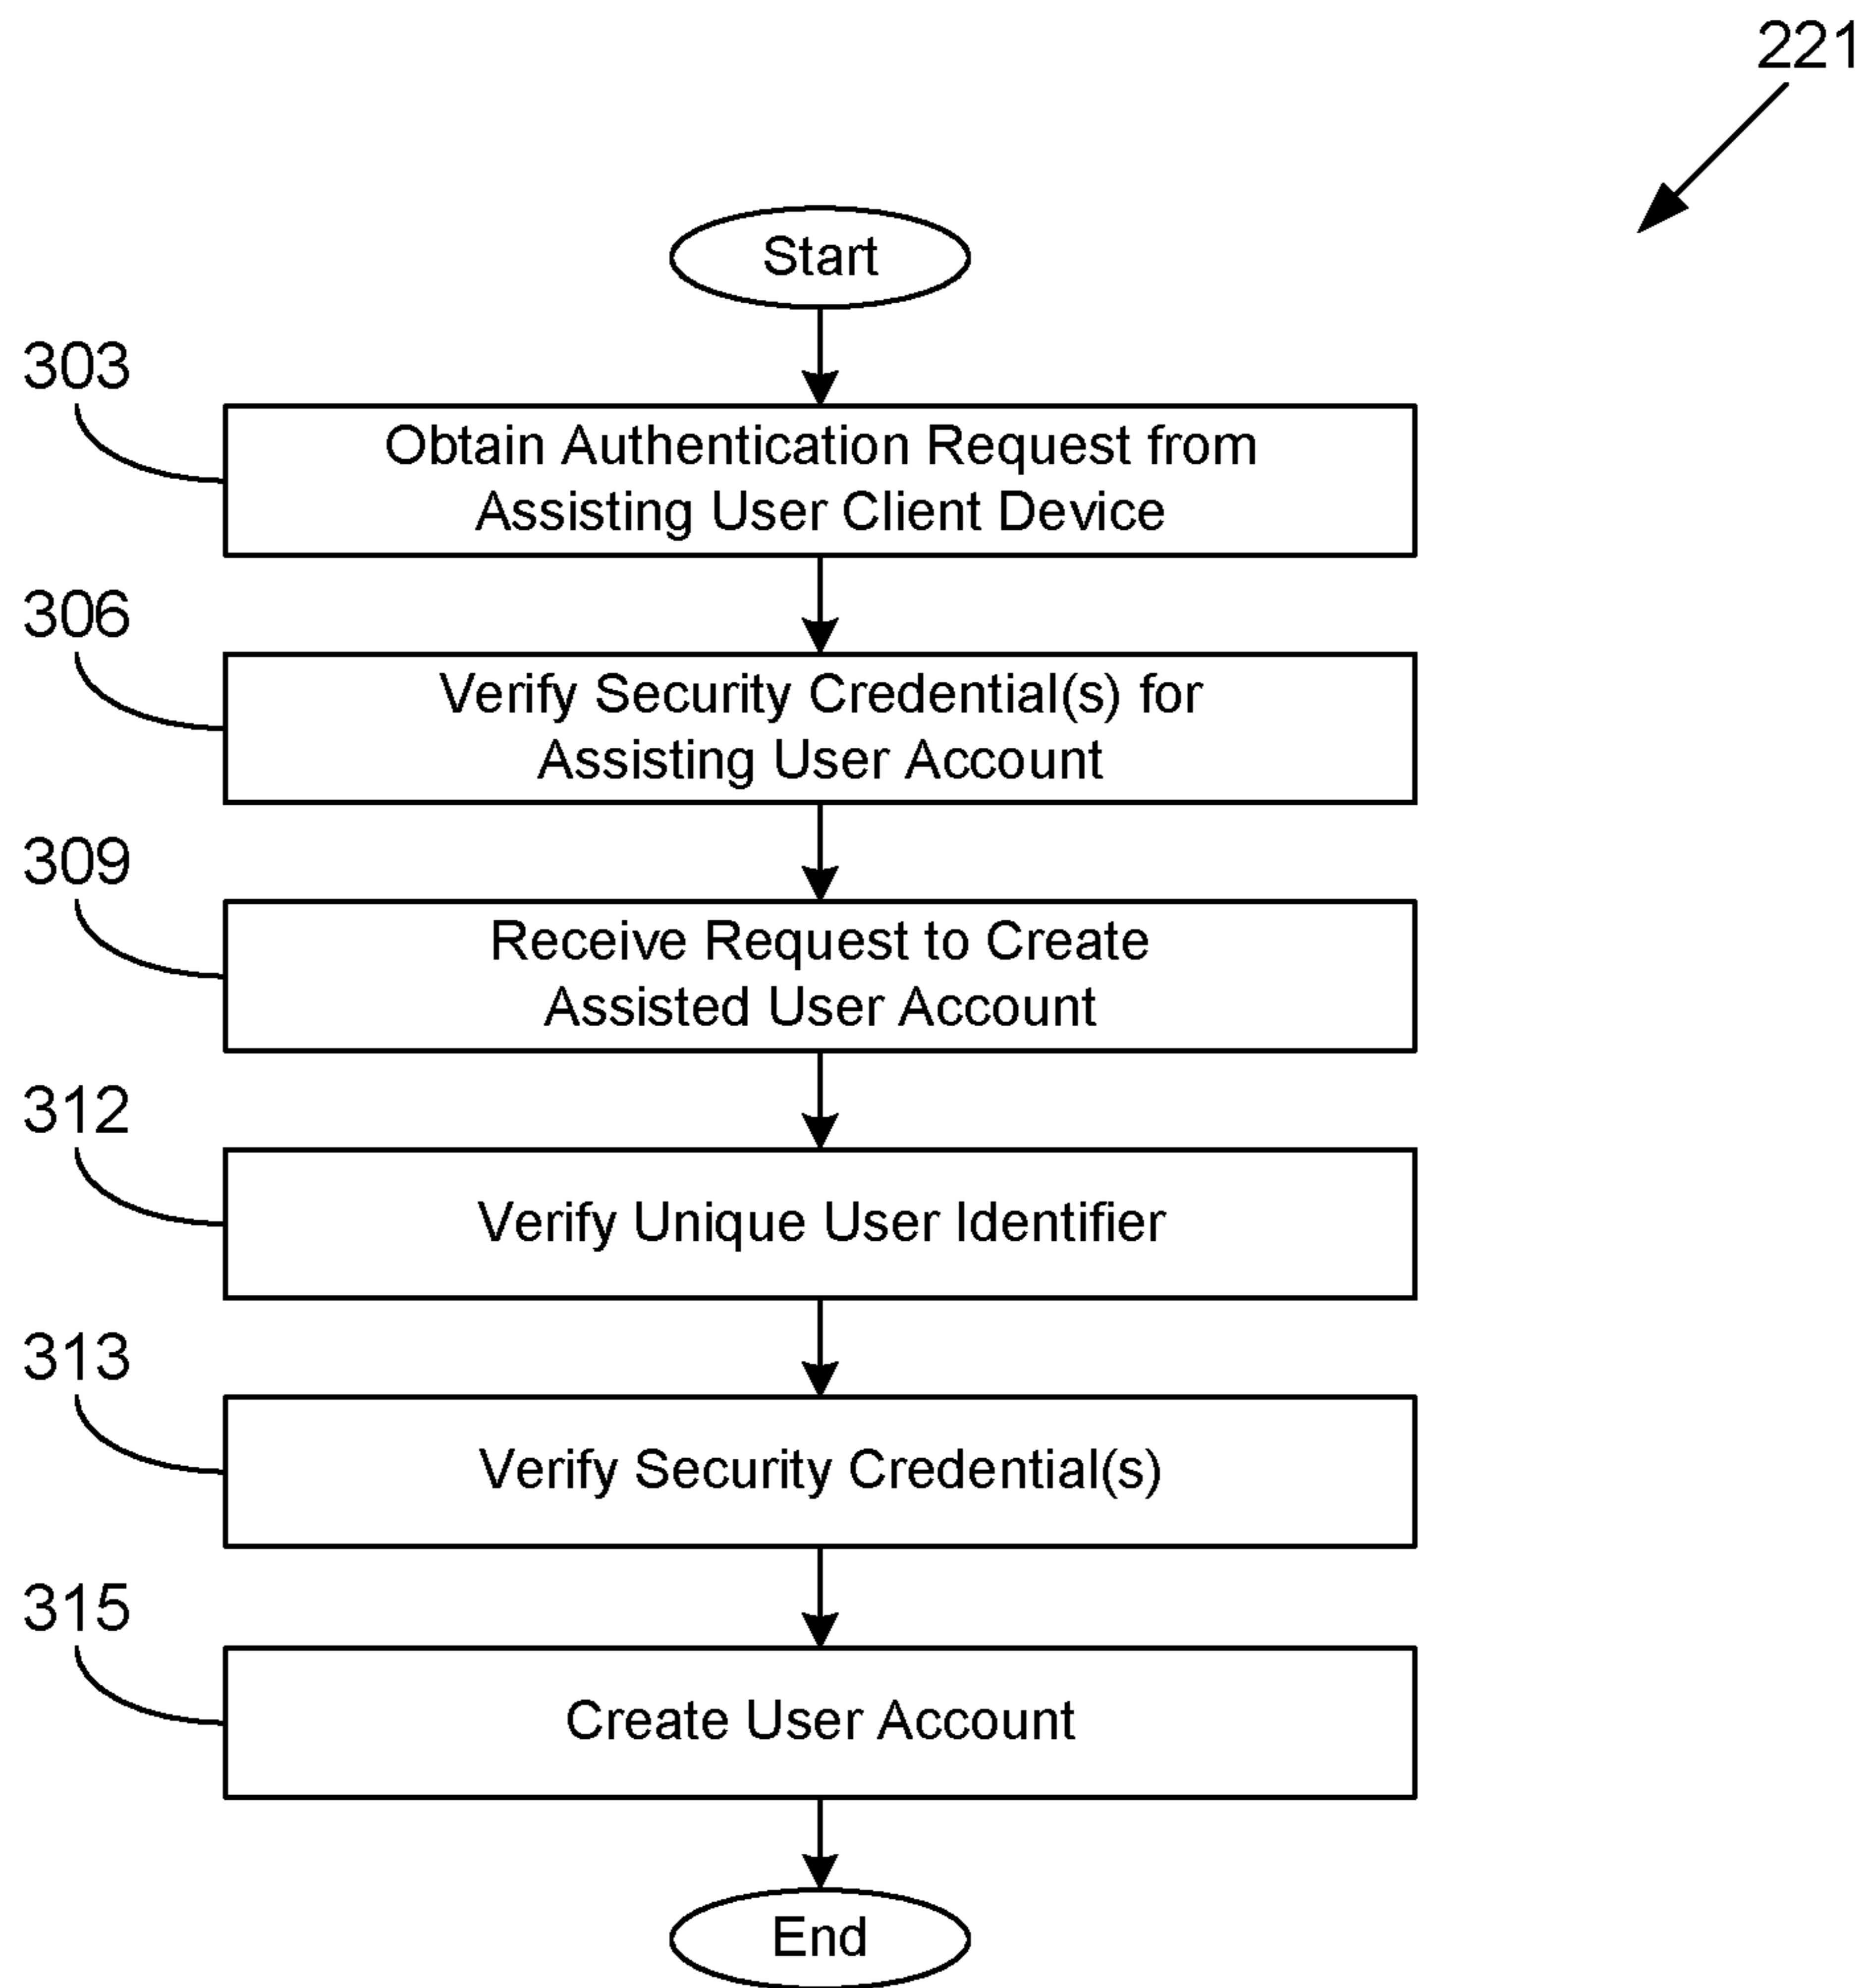 221
Start
303
Obtain Authentication Request from
Assisting User Client Device
306
Verify Security Credential(s) for
Assisting User Account
309
Receive Request to Create
Assisted User Account
312
Verify Unique User Identifier
313
Verify Security Credential(s)
315
Create User Account
End